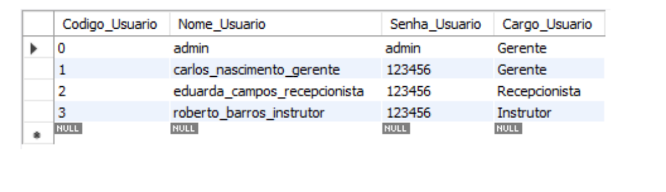 Codigo_Usuario Nome_Usuario Senha_Usuario Cargo_Usuario
0 admin admin Gerente
1 carlos_nascimento_gerente 123456 Gerente
2 eduarda_campos_recepcionista 123456 Recepcionista
3 roberto_barros_instrutor 123456 Instrutor
NULL NULL NULL NULL